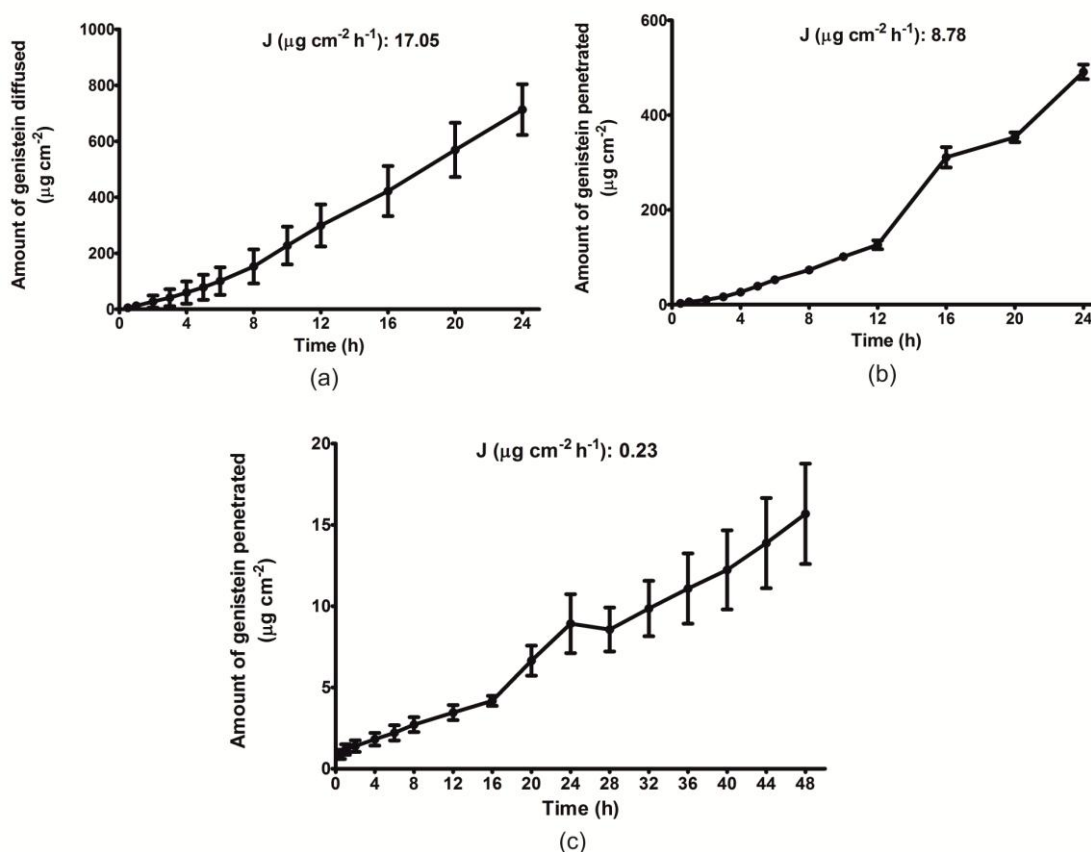 J (μg cm⁻² h⁻¹): 17.05
Amount of genistein diffused
(μg cm⁻²)
1000
800
600
400
200
0
0 4 8 12 16 20 24
Time (h)
(a)
J (μg cm⁻² h⁻¹): 8.78
Amount of genistein penetrated
(μg cm⁻²)
600
400
200
0
0 4 8 12 16 20 24
Time (h)
(b)
J (μg cm⁻² h⁻¹): 0.23
Amount of genistein penetrated
(μg cm⁻²)
20
15
10
5
0
0 4 8 12 16 20 24 28 32 36 40 44 48
Time (h)
(c)